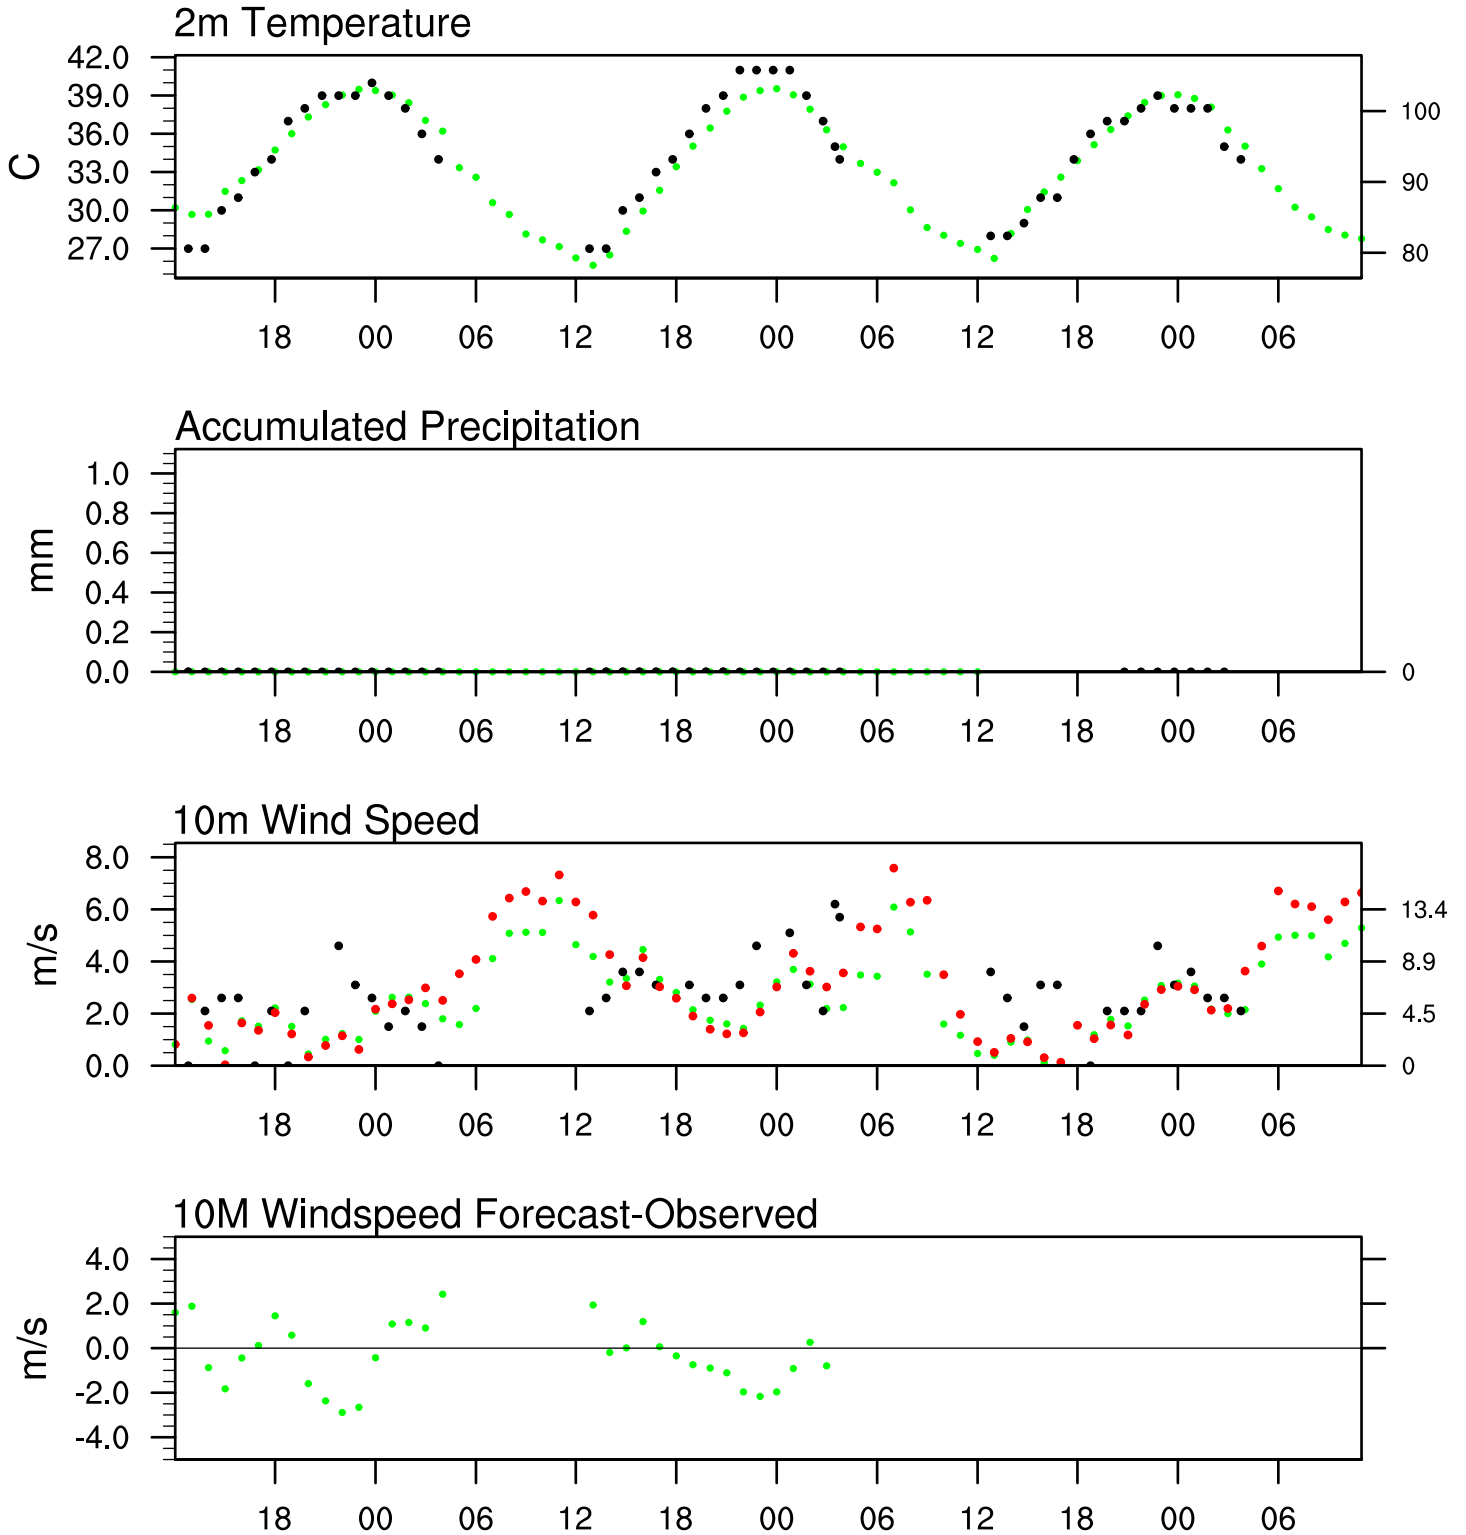 2m Temperature
42.0
39.0
36.0
33.0
30.0
27.0
C
100
90
80
18 00 06 12 18 00 06 12 18 00 06
Accumulated Precipitation
1.0
0.8
0.6
0.4
0.2
0.0
mm
0
18 00 06 12 18 00 06 12 18 00 06
10m Wind Speed
8.0
6.0
4.0
2.0
0.0
m/s
13.4
8.9
4.5
0
18 00 06 12 18 00 06 12 18 00 06
10M Windspeed Forecast-Observed
4.0
2.0
0.0
-2.0
-4.0
m/s
18 00 06 12 18 00 06 12 18 00 06